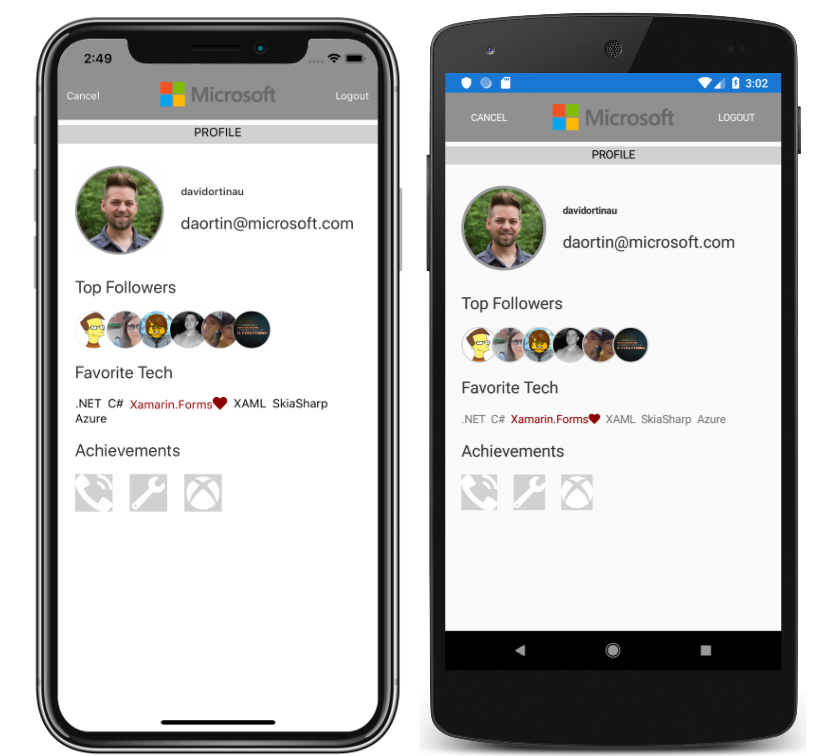 2:49
Cancel
Microsoft
Logout
PROFILE
davidortinau
daortin@microsoft.com
Top Followers
Favorite Tech
.NET C# Xamarin.Forms XAML SkiaSharp
Azure
Achievements
3:02
CANCEL
Microsoft
LOGOUT
PROFILE
davidortinau
daortin@microsoft.com
Top Followers
Favorite Tech
.NET C# Xamarin.Forms XAML SkiaSharp Azure
Achievements